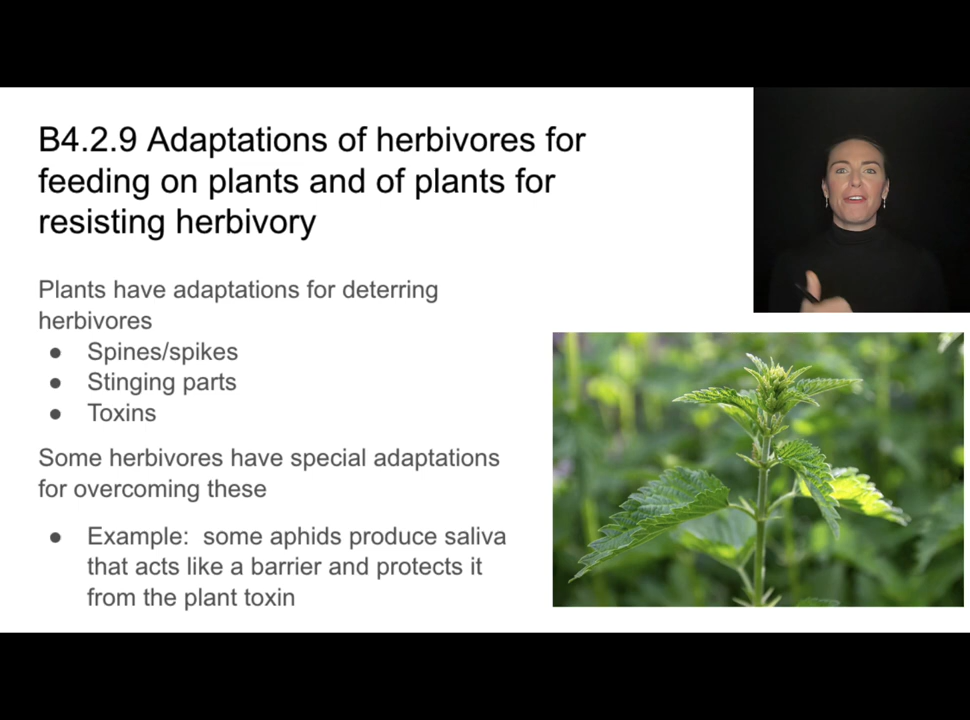 B4.2.9 Adaptations of herbivores for
feeding on plants and of plants for
resisting herbivory
Plants have adaptations for deterring
herbivores
● Spines/spikes
● Stinging parts
● Toxins
Some herbivores have special adaptations
for overcoming these
● Example:  some aphids produce saliva
that acts like a barrier and protects it
from the plant toxin